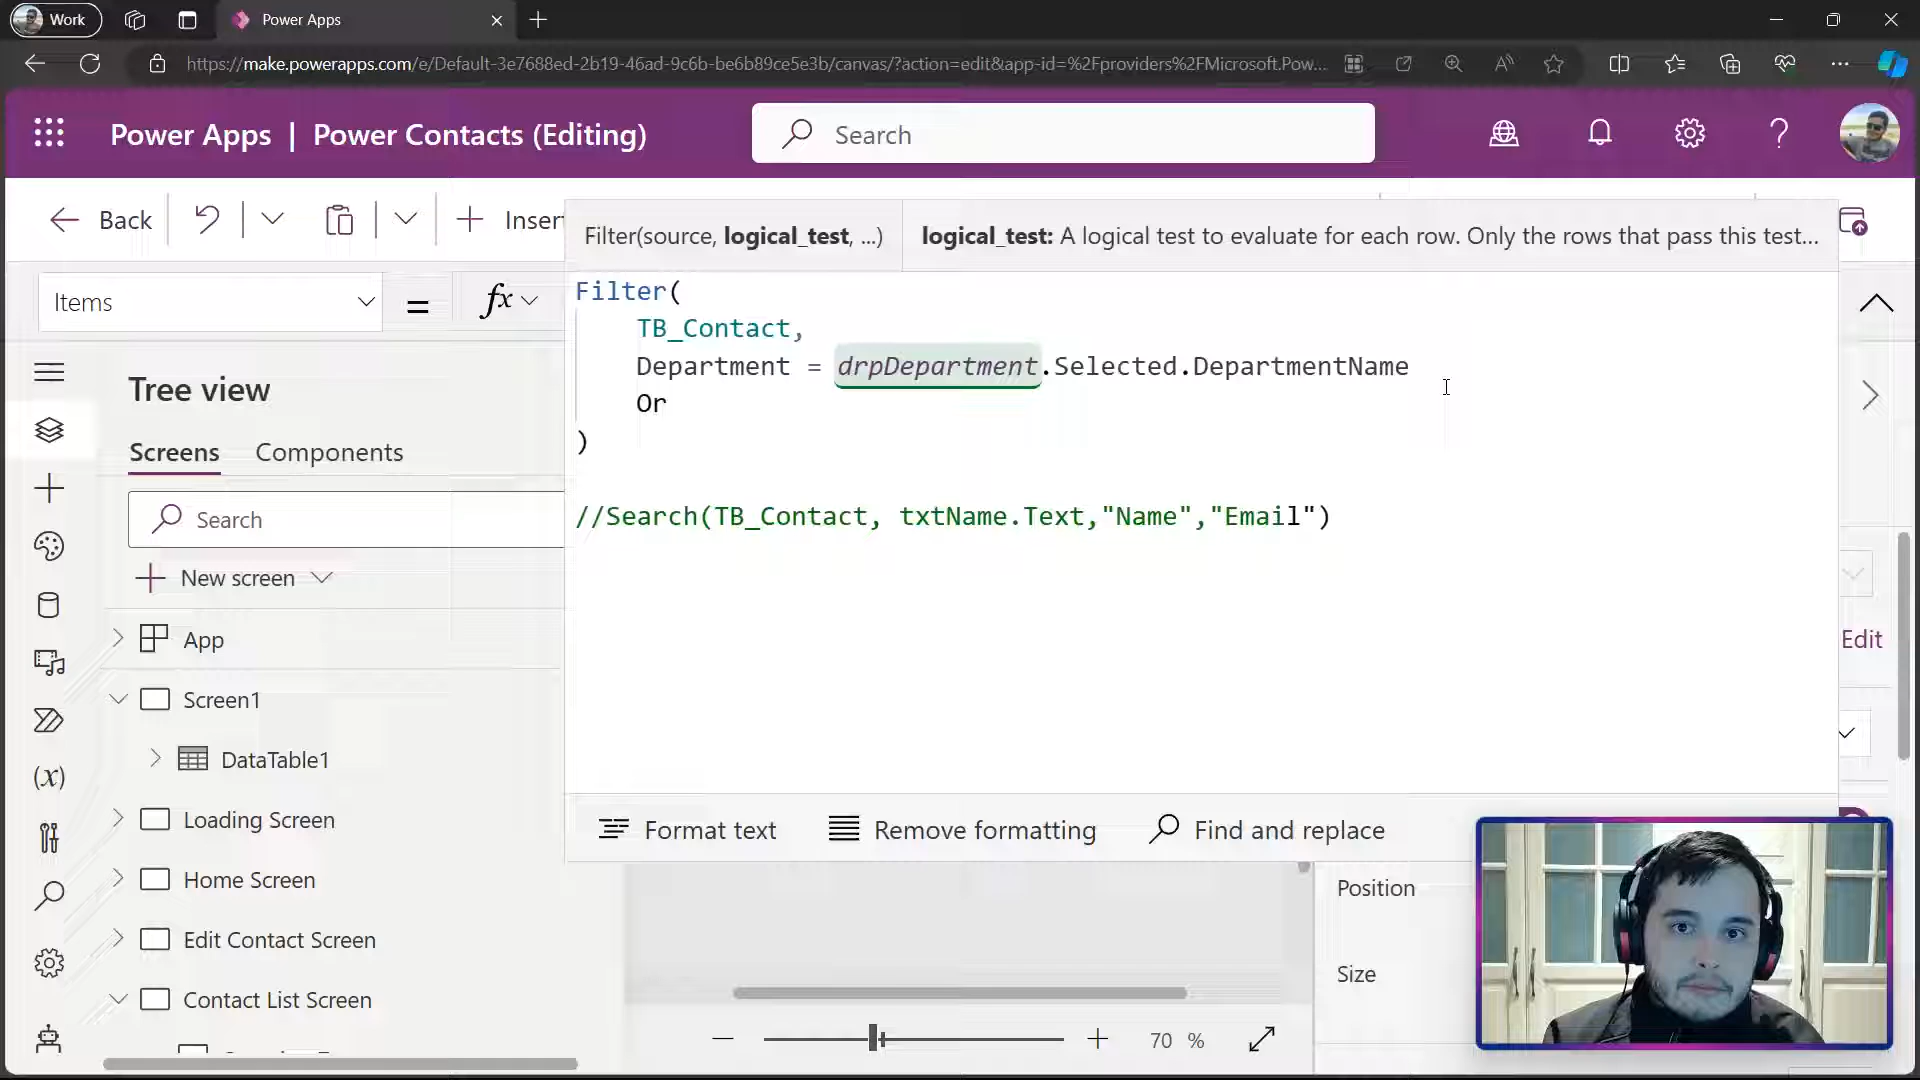 Work
Power Apps
https://make.powerapps.com/e/Default-3e7688ed-2b19-46ad-9c6b-be6b89ce5e3b/canvas/?action=edit&app-id=%2Fproviders%2FMicrosoft.Pow...
Power Apps | Power Contacts (Editing)
Search
Back
Insert
Filter(source, logical_test, ...)
logical_test: A logical test to evaluate for each row. Only the rows that pass this test...
Items
=
fx
Filter(
TB_Contact,
Department = drpDepartment.Selected.DepartmentName
Or
)
//Search(TB_Contact, txtName.Text,"Name","Email")
Tree view
Screens
Components
Search
New screen
App
Screen1
DataTable1
Loading Screen
Home Screen
Edit Contact Screen
Contact List Screen
Edit
Format text
Remove formatting
Find and replace
Position
Size
70 %